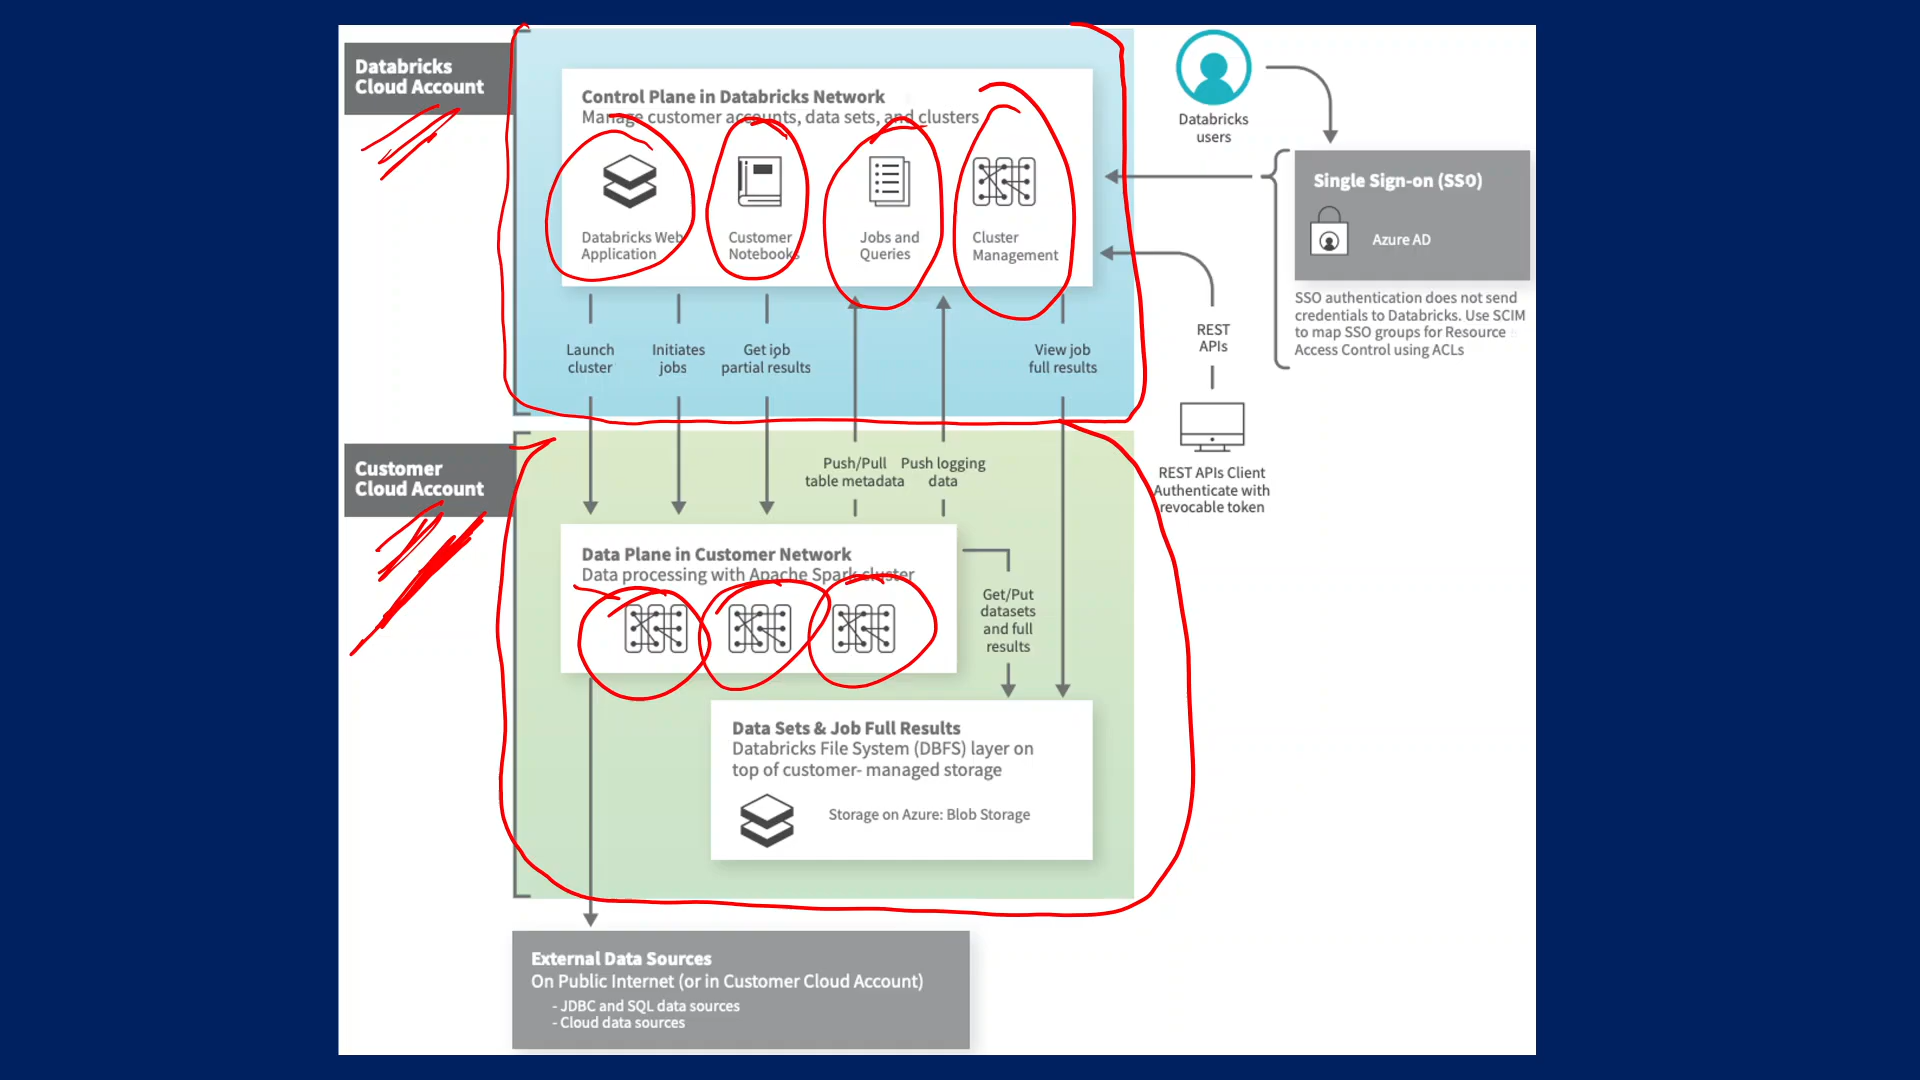 Databricks
Cloud Account
Control Plane in Databricks Network
Manage customer accounts, data sets, and clusters
Databricks Web
Application
Customer
Notebooks
Jobs and
Queries
Cluster
Management
Databricks
users
Single Sign-on (SSO)
Azure AD
SSO authentication does not send
credentials to Databricks. Use SCIM
to map SSO groups for Resource
Access Control using ACLs
REST
APIs
REST APIs Client
Authenticate with
revocable token
Launch
cluster
Initiates
jobs
Get job
partial results
View job
full results
Customer
Cloud Account
Push/Pull
table metadata
Push logging
data
Data Plane in Customer Network
Data processing with Apache Spark cluster
Get/Put
datasets
and full
results
Data Sets & Job Full Results
Databricks File System (DBFS) layer on
top of customer- managed storage
Storage on Azure: Blob Storage
External Data Sources
On Public Internet (or in Customer Cloud Account)
- JDBC and SQL data sources
- Cloud data sources